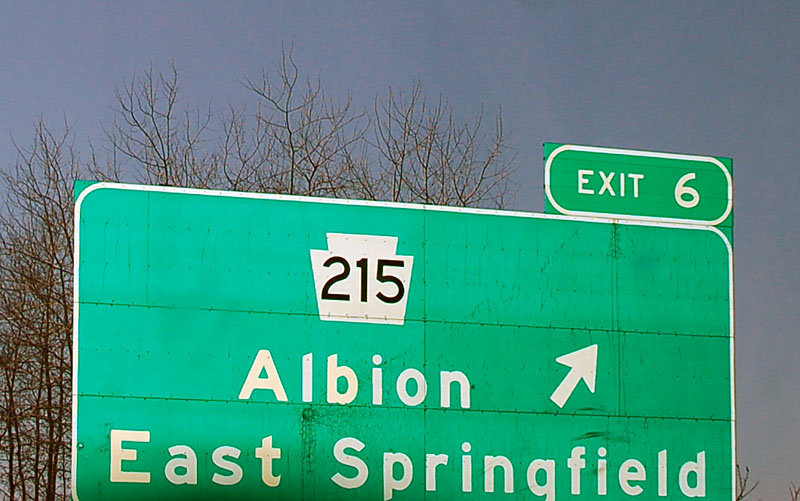 EXIT 6
215
Albion
East Springfield